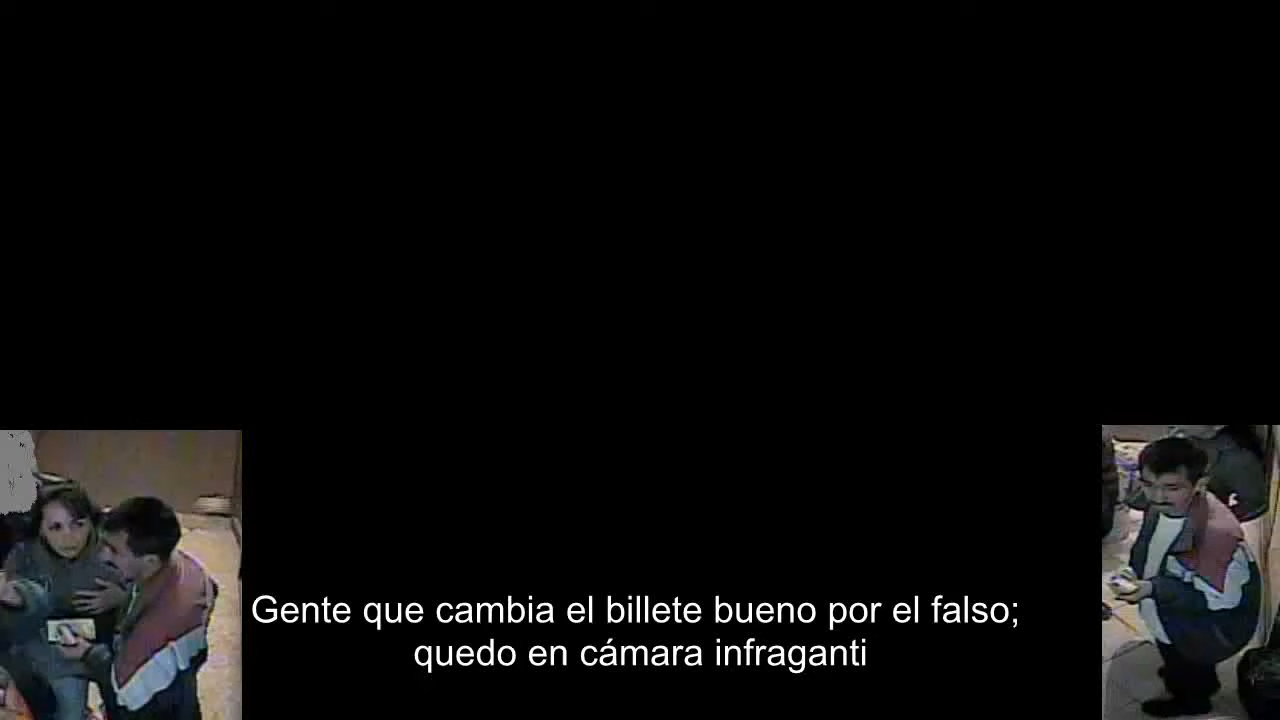 Gente que cambia el billete bueno por el falso;
quedo en cámara infraganti